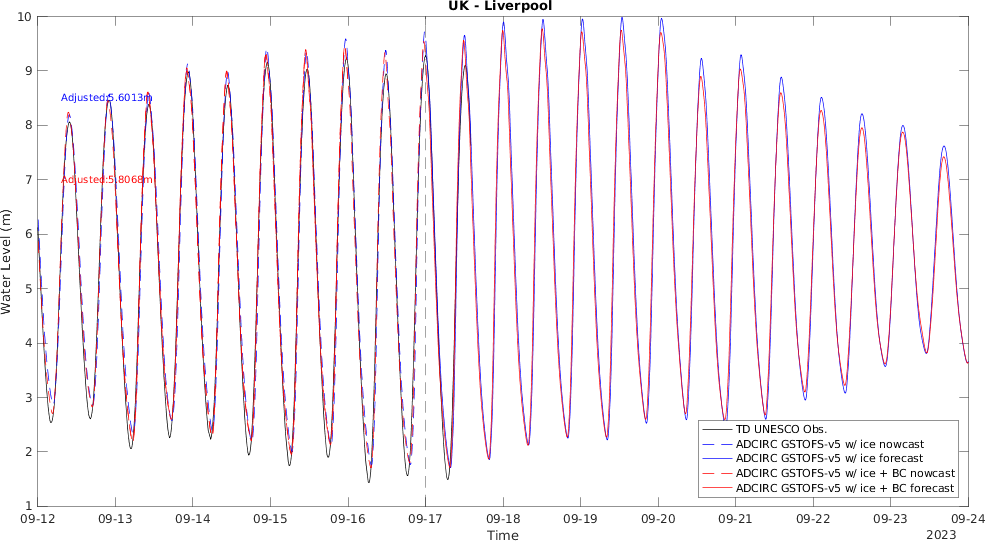 UK - Liverpool
10
9
8
7
6
5
4
3
2
1
Water Level (m)
Adjusted:5.6013m
Adjusted:5.8068m
TD UNESCO Obs.
ADCIRC GSTOFS-v5 w/ ice nowcast
ADCIRC GSTOFS-v5 w/ ice forecast
ADCIRC GSTOFS-v5 w/ ice + BC nowcast
ADCIRC GSTOFS-v5 w/ ice + BC forecast
09-12 09-13 09-14 09-15 09-16 09-17 09-18 09-19 09-20 09-21 09-22 09-23 09-24
Time
2023